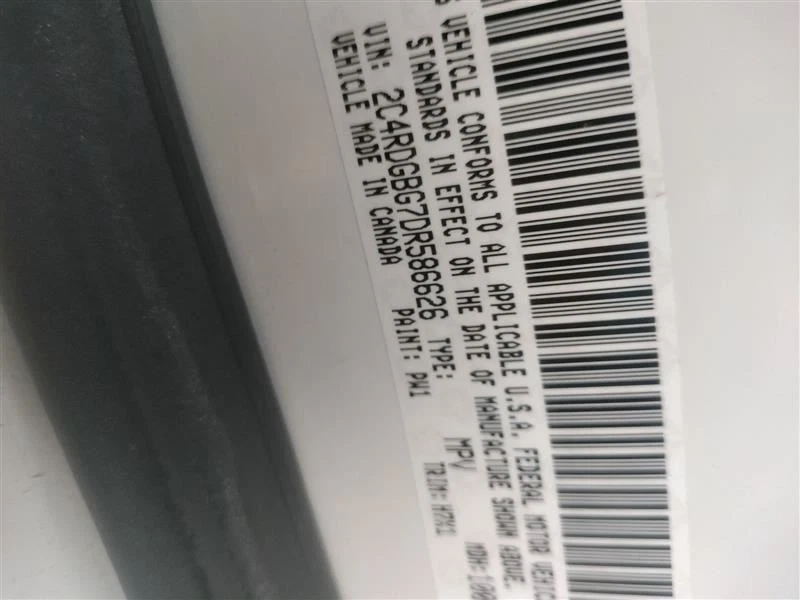 VEHICLE CONFORMS TO ALL APPLICABLE U.S.A. FEDERAL MOTOR
STANDARDS IN EFFECT ON THE DATE OF MANUFACTURE SHOWN ABOVE.
VIN: 2C4RDGBG7DR586626 TYPE: MPV
VEHICLE MADE IN CANADA PAINT: PW1 TRIM: